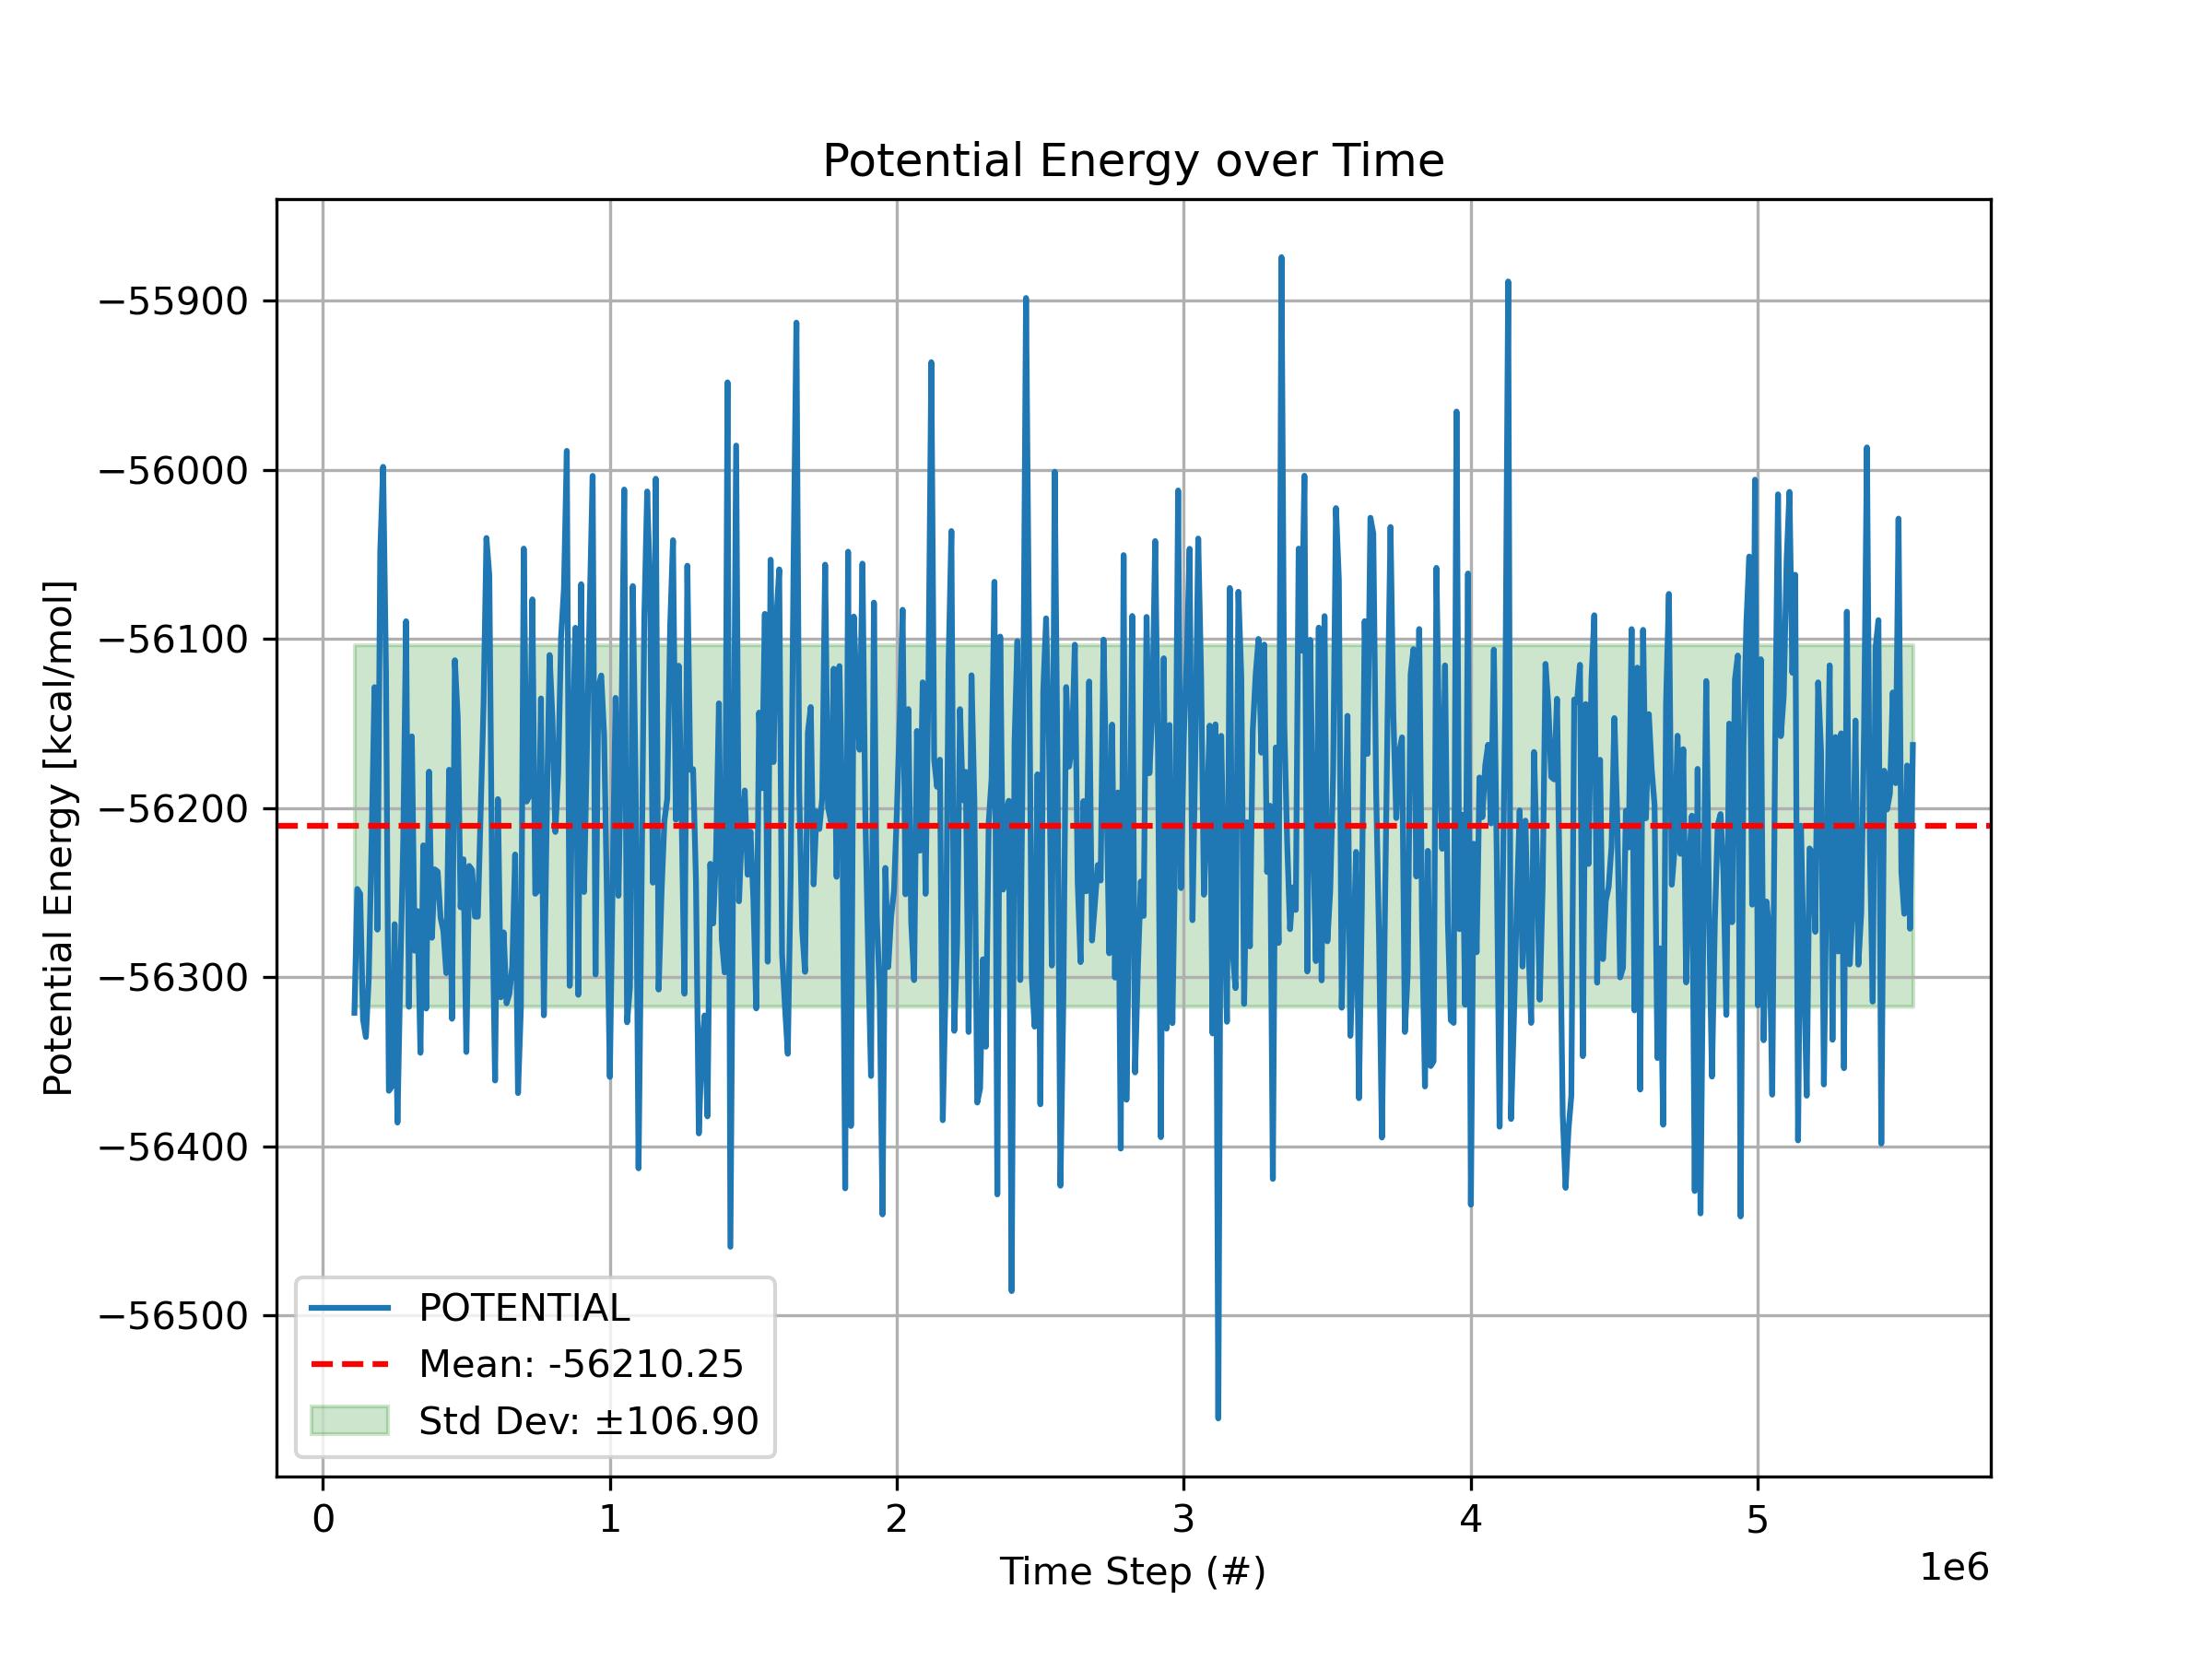 Potential Energy over Time
Potential Energy [kcal/mol]
−55900
−56000
−56100
−56200
−56300
−56400
−56500
POTENTIAL
Mean: -56210.25
Std Dev: ±106.90
0 1 2 3 4 5
1e6
Time Step (#)